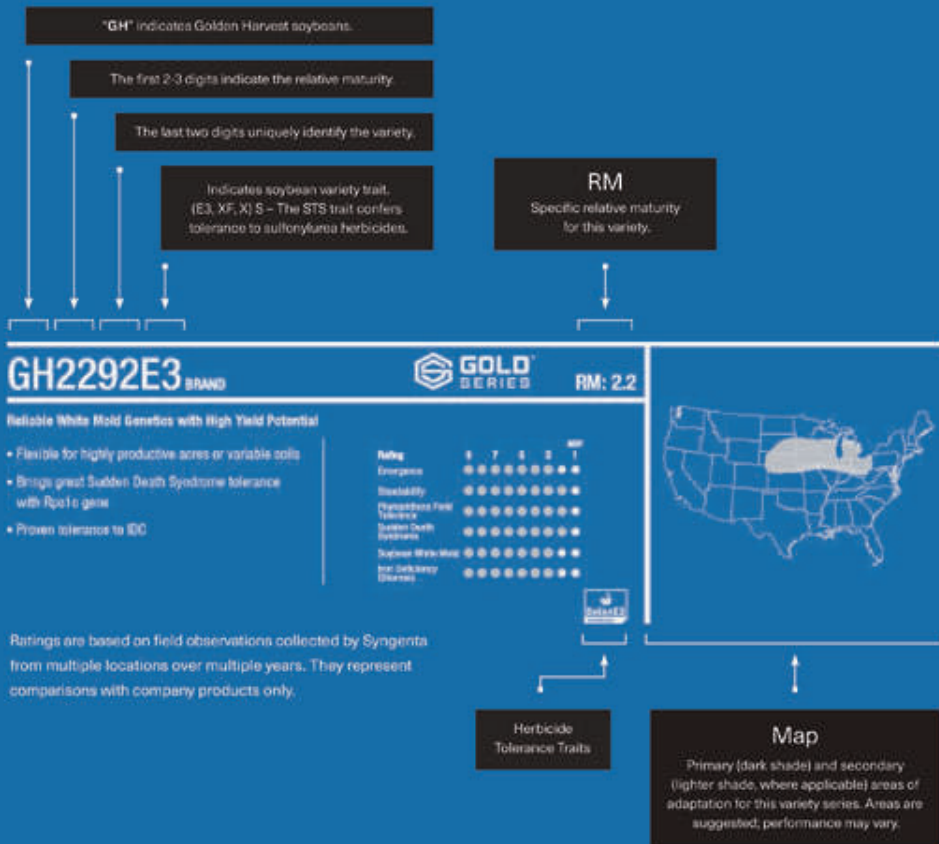 "GH" indicates Golden Harvest soybeans.
The first 2-3 digits indicate the relative maturity.
The last two digits uniquely identify the variety.
Indicates soybean variety trait.
(E3, XF, X) S – The STS trait confers
tolerance to sulfonylurea herbicides.
RM
Specific relative maturity
for this variety.
GH2292E3 BRAND
GOLD
SERIES
RM: 2.2
Reliable White Mold Genetics with High Yield Potential
• Flexible for highly productive acres or variable soils
• Brings great Sudden Death Syndrome tolerance
with Rps1c gene
• Proven tolerance to IDC
BEST
Rating 9 7 5 3 1
Emergence
Standability
Phytophthora Field
Tolerance
Sudden Death
Syndrome
Soybean White Mold
Iron Deficiency
Chlorosis
Enlist E3
Ratings are based on field observations collected by Syngenta
from multiple locations over multiple years. They represent
comparisons with company products only.
Herbicide
Tolerance Traits
Map
Primary (dark shade) and secondary
(lighter shade, where applicable) areas of
adaptation for this variety series. Areas are
suggested; performance may vary.